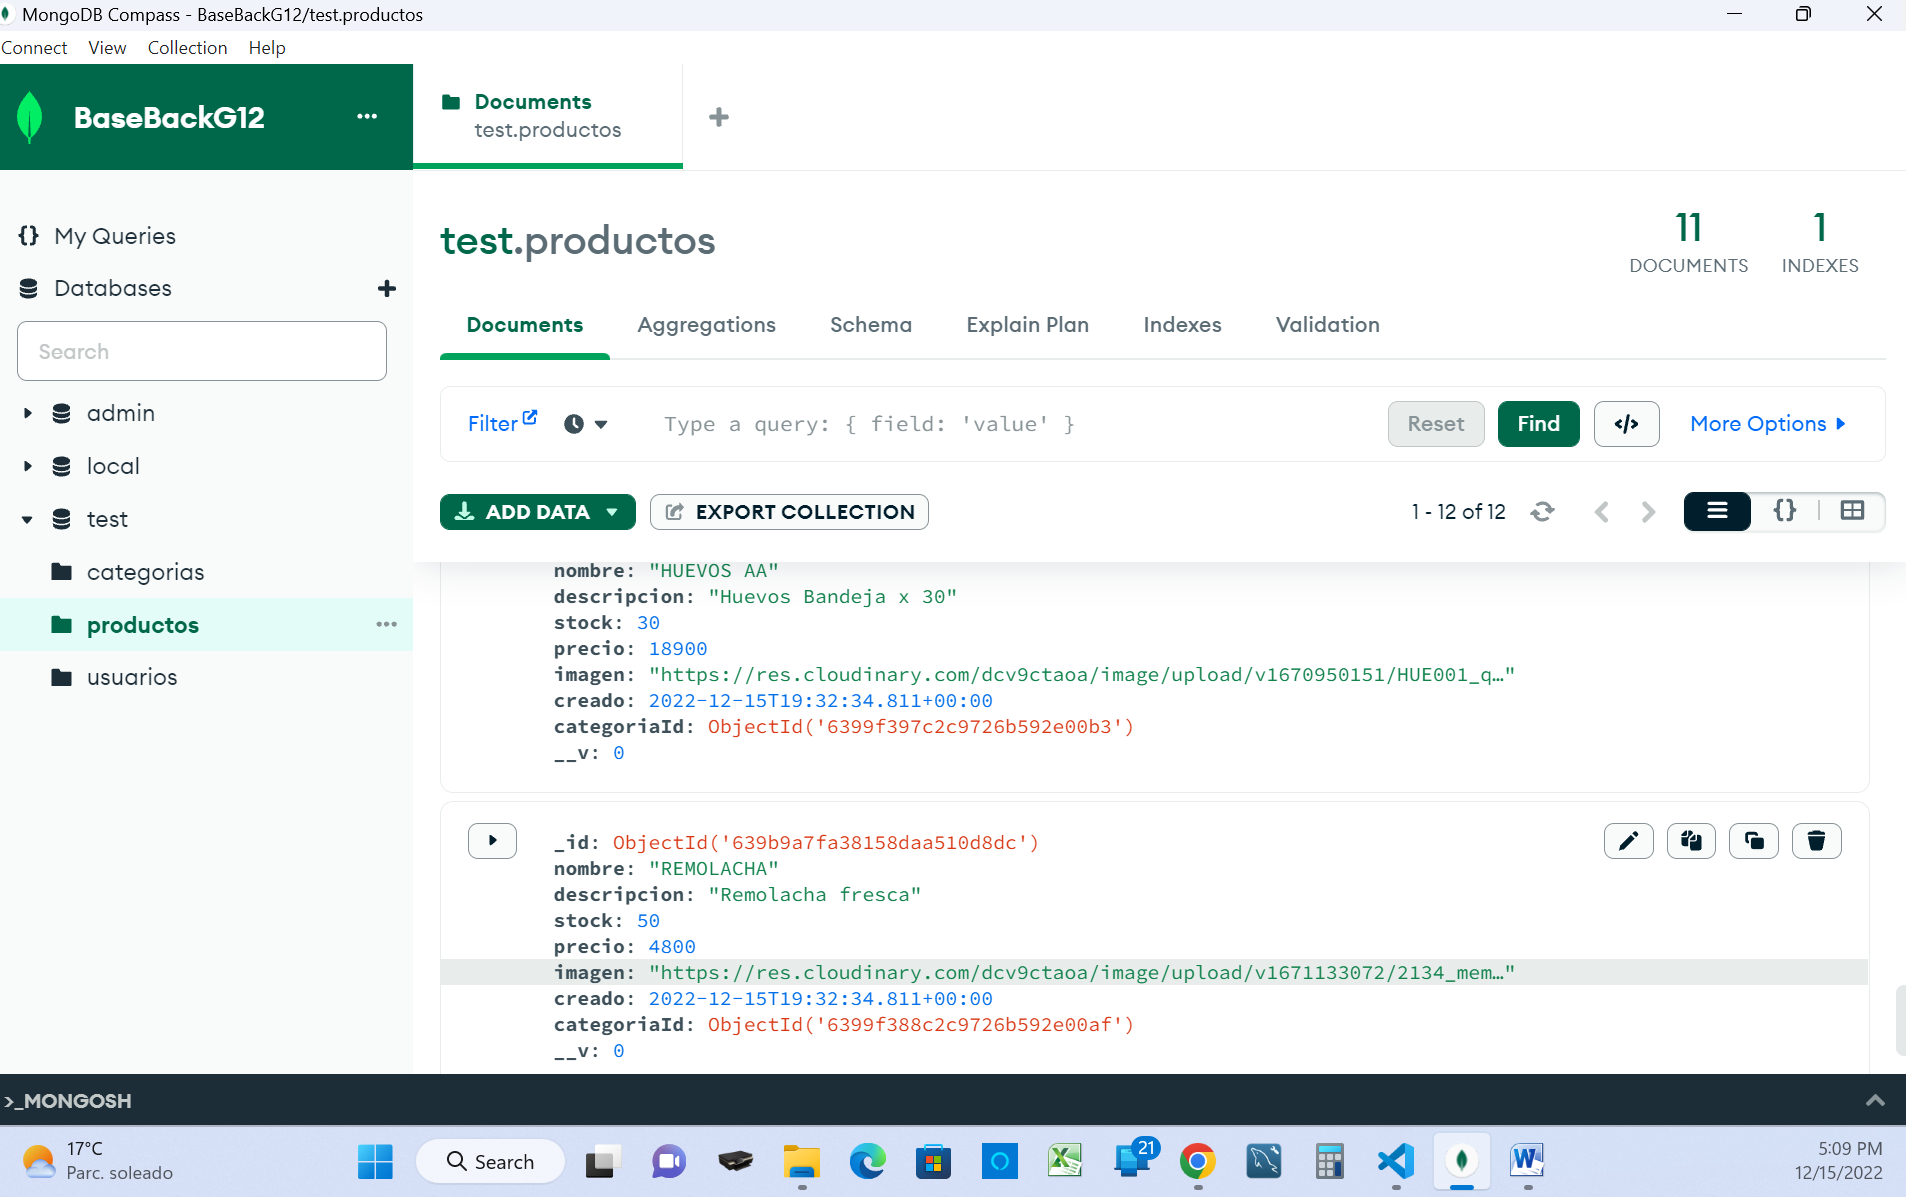 MongoDB Compass - BaseBackG12/test.productos
Connect View Collection Help
BaseBackG12 ...
Documents
test.productos
+
{} My Queries
Databases +
Search
admin
local
test
categorias
productos ...
usuarios
test.productos
11
DOCUMENTS
1
INDEXES
Documents Aggregations Schema Explain Plan Indexes Validation
Filter Type a query: { field: 'value' } Reset Find </> More Options
ADD DATA EXPORT COLLECTION 1 - 12 of 12 {}
nombre: "HUEVOS AA"
descripcion: "Huevos Bandeja x 30"
stock: 30
precio: 18900
imagen: "https://res.cloudinary.com/dcv9ctaoa/image/upload/v1670950151/HUE001_q…"
creado: 2022-12-15T19:32:34.811+00:00
categoriaId: ObjectId('6399f397c2c9726b592e00b3')
__v: 0
_id: ObjectId('639b9a7fa38158daa510d8dc')
nombre: "REMOLACHA"
descripcion: "Remolacha fresca"
stock: 50
precio: 4800
imagen: "https://res.cloudinary.com/dcv9ctaoa/image/upload/v1671133072/2134_mem…"
creado: 2022-12-15T19:32:34.811+00:00
categoriaId: ObjectId('6399f388c2c9726b592e00af')
__v: 0
>_MONGOSH
17°C
Parc. soleado
Search
21
5:09 PM
12/15/2022